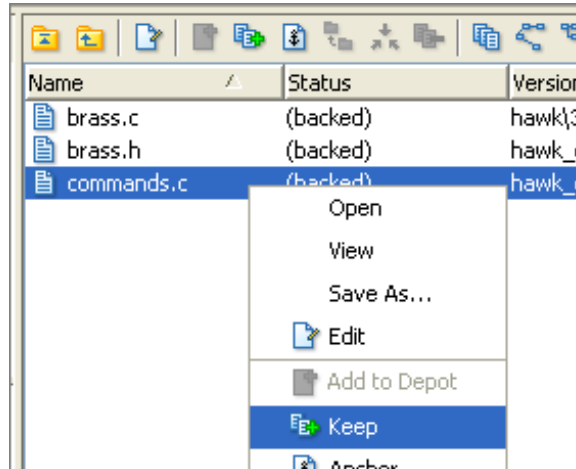 Name Status Version
brass.c (backed) hawk\3
brass.h (backed) hawk_
commands.c (backed) hawk_
Open
View
Save As...
Edit
Add to Depot
Keep
Anchor